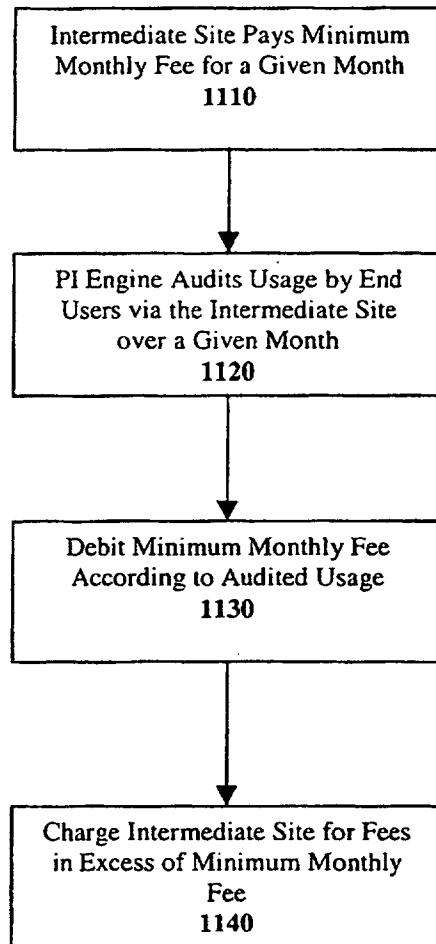 Intermediate Site Pays Minimum
Monthly Fee for a Given Month
1110
PI Engine Audits Usage by End
Users via the Intermediate Site
over a Given Month
1120
Debit Minimum Monthly Fee
According to Audited Usage
1130
Charge Intermediate Site for Fees
in Excess of Minimum Monthly
Fee
1140